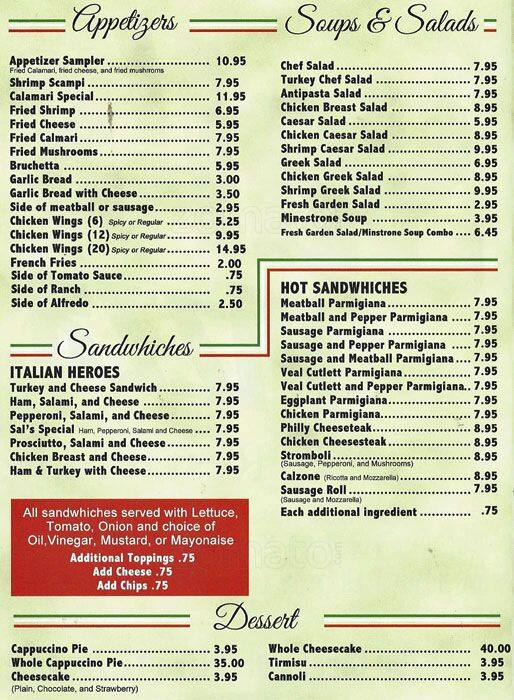 Appetizers
Appetizer Sampler 10.95
Fried Calamari, fried cheese, and fried mushrroms
Shrimp Scampi 7.95
Calamari Special 11.95
Fried Shrimp 6.95
Fried Cheese 5.95
Fried Calmari 7.95
Fried Mushrooms 7.95
Bruchetta 5.95
Garlic Bread 3.00
Garlic Bread with Cheese 3.50
Side of meatball or sausage 2.95
Chicken Wings (6) Spicy or Regular 5.25
Chicken Wings (12) Spicy or Regular 9.95
Chicken Wings (20) Spicy or Regular 14.95
French Fries 2.00
Side of Tomato Sauce .75
Side of Ranch .75
Side of Alfredo 2.50
Sandwhiches
ITALIAN HEROES
Turkey and Cheese Sandwich 7.95
Ham, Salami, and Cheese 7.95
Pepperoni, Salami, and Cheese 7.95
Sal's Special Ham, Pepperoni, Salami and Cheese 7.95
Prosciutto, Salami and Cheese 7.95
Chicken Breast and Cheese 7.95
Ham & Turkey with Cheese 7.95
All sandwhiches served with Lettuce,
Tomato, Onion and choice of
Oil,Vinegar, Mustard, or Mayonaise
Additional Toppings .75
Add Cheese .75
Add Chips .75
Soups & Salads
Chef Salad 7.95
Turkey Chef Salad 7.95
Antipasta Salad 7.95
Chicken Breast Salad 8.95
Caesar Salad 5.95
Chicken Caesar Salad 8.95
Shrimp Caesar Salad 9.95
Greek Salad 6.95
Chicken Greek Salad 8.95
Shrimp Greek Salad 9.95
Fresh Garden Salad 2.95
Minestrone Soup 3.95
Fresh Garden Salad/Minstrone Soup Combo 6.45
HOT SANDWHICHES
Meatball Parmigiana 7.95
Meatball and Pepper Parmigiana 7.95
Sausage Parmigiana 7.95
Sausage and Pepper Parmigiana 7.95
Sausage and Meatball Parmigiana 7.95
Veal Cutlett Parmigiana 7.95
Veal Cutlett and Pepper Parmigiana 7.95
Eggplant Parmigiana 7.95
Chicken Parmigiana 7.95
Philly Cheeseteak 8.95
Chicken Cheesesteak 8.95
Stromboli 8.95
(Sausage, Pepperoni, and Mushrooms)
Calzone (Ricotta and Mozzarella) 8.95
Sausage Roll 7.95
(Sausage and Mozzarella)
Each additional ingredient .75
Dessert
Cappuccino Pie 3.95
Whole Cappuccino Pie 35.00
Cheesecake 3.95
(Plain, Chocolate, and Strawberry)
Whole Cheesecake 40.00
Tirmisu 3.95
Cannoli 3.95